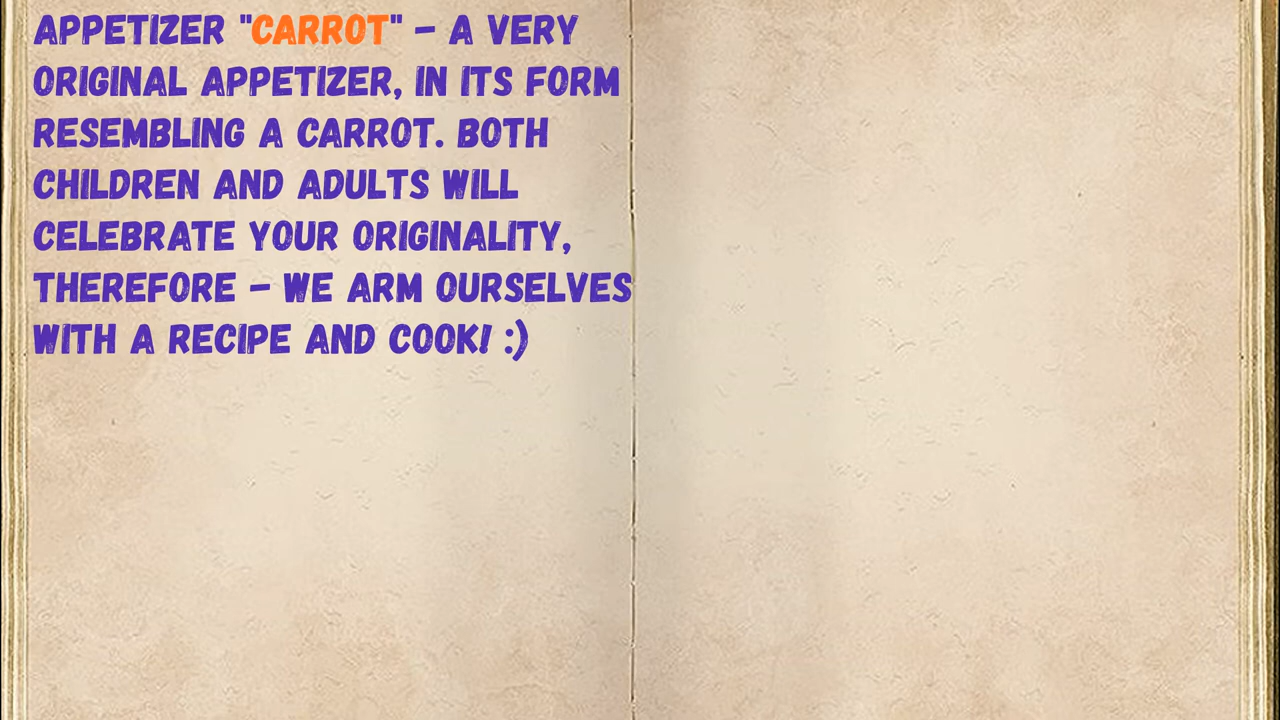 APPETIZER "CARROT" - A VERY
ORIGINAL APPETIZER, IN ITS FORM
RESEMBLING A CARROT. BOTH
CHILDREN AND ADULTS WILL
CELEBRATE YOUR ORIGINALITY,
THEREFORE - WE ARM OURSELVES
WITH A RECIPE AND COOK! :)